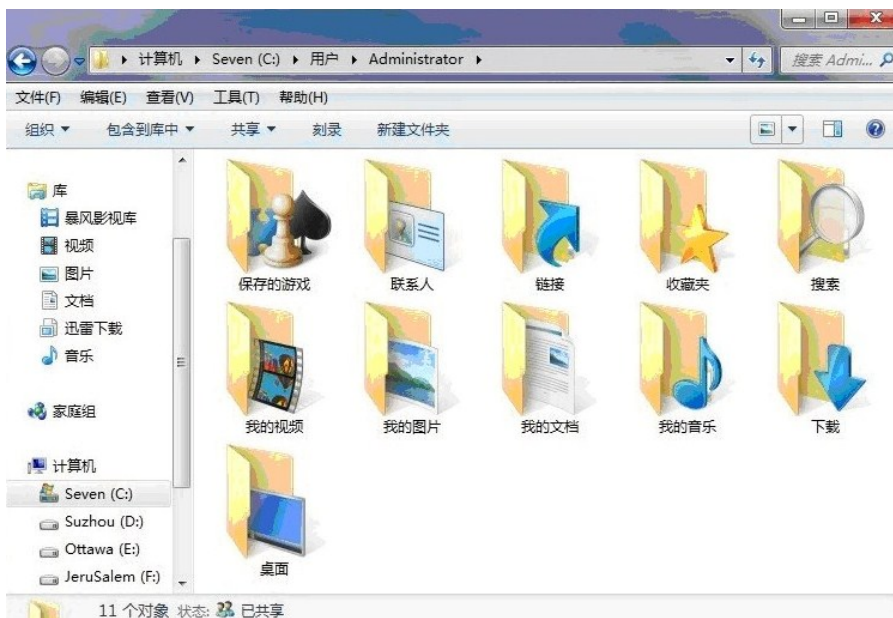 计算机 Seven (C:) 用户 Administrator 搜索 Admi...
文件(F) 编辑(E) 查看(V) 工具(T) 帮助(H)
组织 包含到库中 共享 刻录 新建文件夹
库
暴风影视库
视频
图片
文档
迅雷下载
音乐
家庭组
计算机
Seven (C:)
Suzhou (D:)
Ottawa (E:)
JeruSalem (F:)
保存的游戏 联系人 链接 收藏夹 搜索
我的视频 我的图片 我的文档 我的音乐 下载
桌面
11 个对象 状态: 已共享